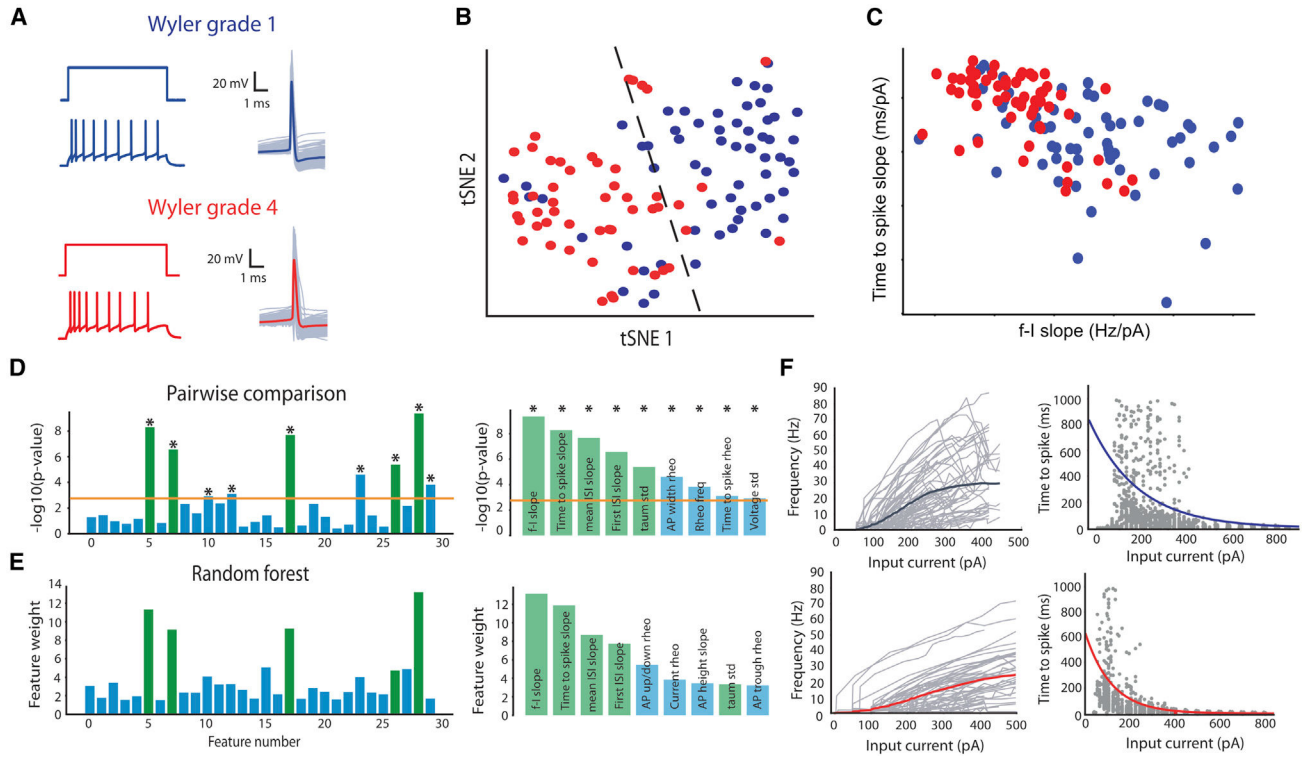 A
Wyler grade 1
20 mV
1 ms
Wyler grade 4
20 mV
1 ms
B
tSNE 2
tSNE 1
C
Time to spike slope (ms/pA)
f-I slope (Hz/pA)
D
Pairwise comparison
-log10(p-value)
8
6
4
2
0
* * * * * * * * *
0 5 10 15 20 25 30
-log10(p-value)
8
6
4
2
0
* * * * * * * * *
f-I slope
Time to spike slope
mean ISI slope
First ISI slope
taum std
AP width rheo
Rheo freq
Time to spike rheo
Voltage std
E
Random forest
Feature weight
14
12
10
8
6
4
2
0
0 5 10 15 20 25 30
Feature number
Feature weight
12
10
8
6
4
2
0
f-I slope
Time to spike slope
mean ISI slope
First ISI slope
AP up/down rheo
Current rheo
AP height slope
taum std
AP trough rheo
F
Frequency (Hz)
90
80
70
60
50
40
30
20
10
0
0 100 200 300 400 500
Input current (pA)
Time to spike (ms)
1000
800
600
400
200
0
0 200 400 600 800
Input current (pA)
Frequency (Hz)
90
80
70
60
50
40
30
20
10
0
0 100 200 300 400 500
Input current (pA)
Time to spike (ms)
1000
800
600
400
200
0
0 200 400 600 800
Input current (pA)